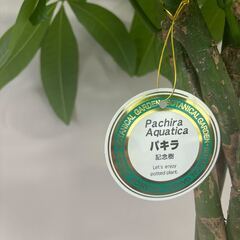 BOTANICAL GARDEN
BOTANICAL GARDEN
Pachira
Aquatica
パキラ
記念樹
Let's enjoy
potted plant.